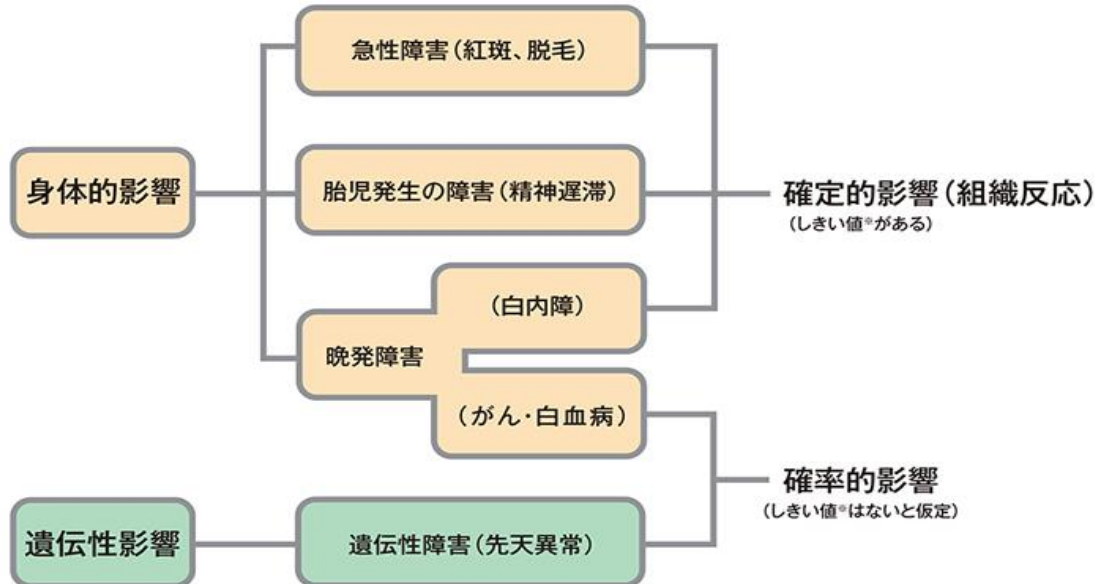 急性障害(紅斑、脱毛)
身体的影響
胎児発生の障害(精神遅滞)
確定的影響(組織反応)
(しきい値※がある)
(白内障)
晩発障害
(がん・白血病)
確率的影響
(しきい値※はないと仮定)
遺伝性影響
遺伝性障害(先天異常)